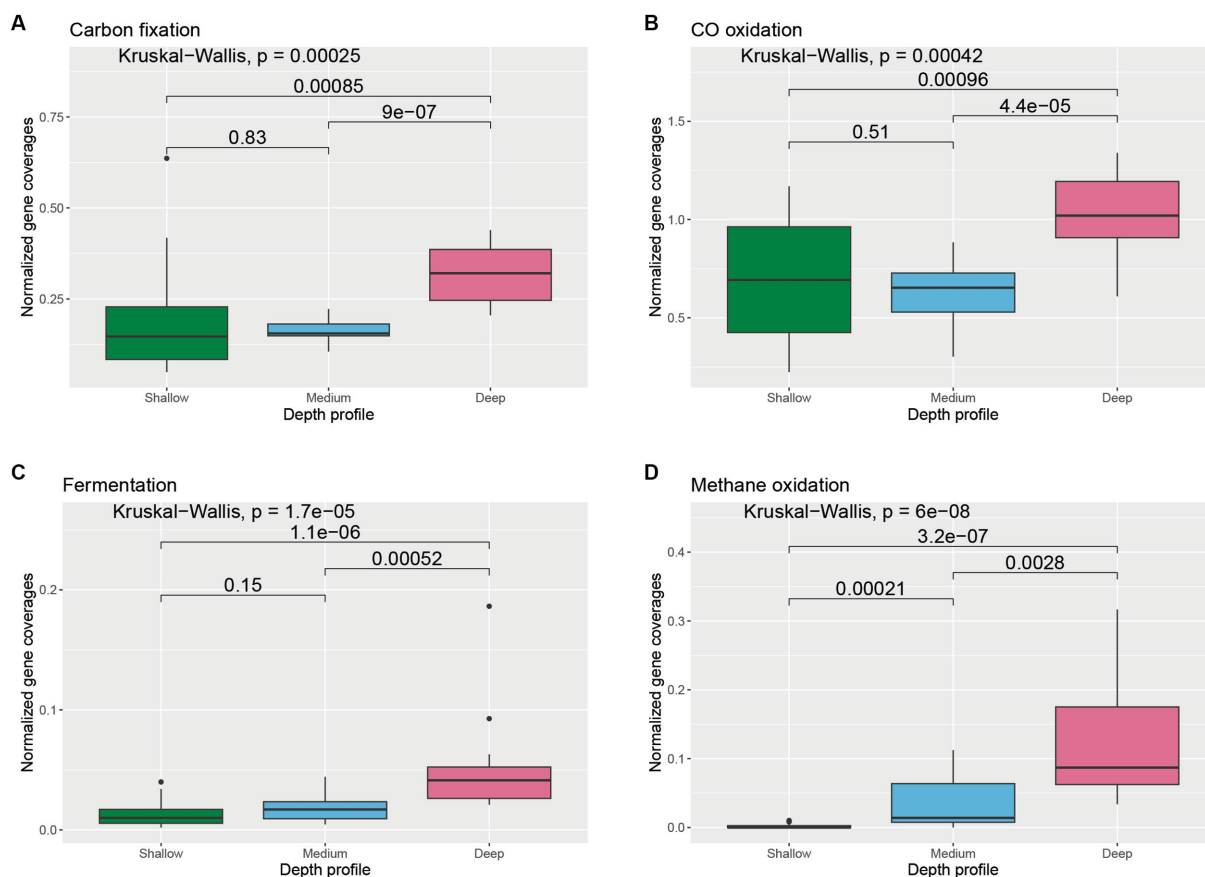 A
Carbon fixation
Kruskal−Wallis, p = 0.00025
0.00085
9e−07
0.83
0.75
0.50
0.25
Normalized gene coverages
Shallow
Medium
Deep
Depth profile
B
CO oxidation
Kruskal−Wallis, p = 0.00042
0.00096
4.4e−05
0.51
1.5
1.0
0.5
Normalized gene coverages
Shallow
Medium
Deep
Depth profile
C
Fermentation
Kruskal−Wallis, p = 1.7e−05
1.1e−06
0.00052
0.15
0.2
0.1
0.0
Normalized gene coverages
Shallow
Medium
Deep
Depth profile
D
Methane oxidation
Kruskal−Wallis, p = 6e−08
3.2e−07
0.0028
0.00021
0.4
0.3
0.2
0.1
0.0
Normalized gene coverages
Shallow
Medium
Deep
Depth profile